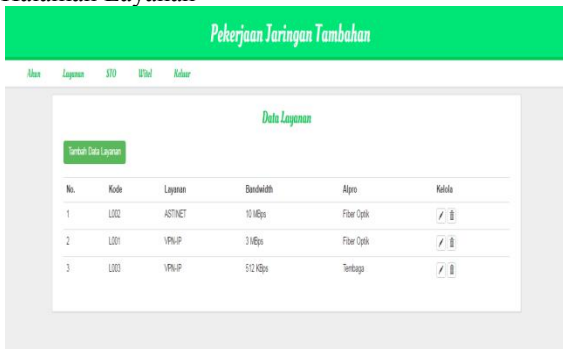 Halaman Layanan
Pekerjaan Jaringan Tambahan
Akun Layanan STO Witel Keluar
Data Layanan
Tambah Data Layanan
No. Kode Layanan Bandwidth Alpro Kelola
1 L002 ASTINET 10 MBps Fiber Optik
2 L001 VPN-IP 3 MBps Fiber Optik
3 L003 VPN-IP 512 KBps Tembaga